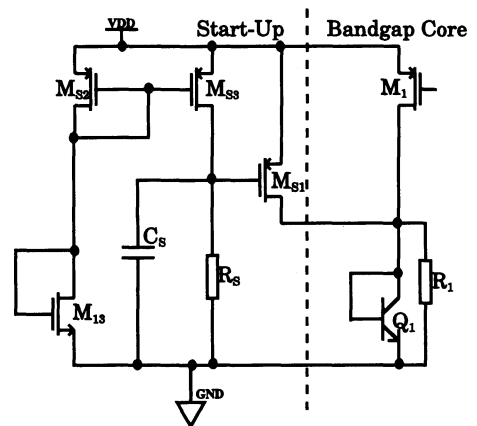 VDD
Start-Up
Bandgap Core
MS2
MS3
M1
MS1
CS
RS
R1
M13
Q1
GND